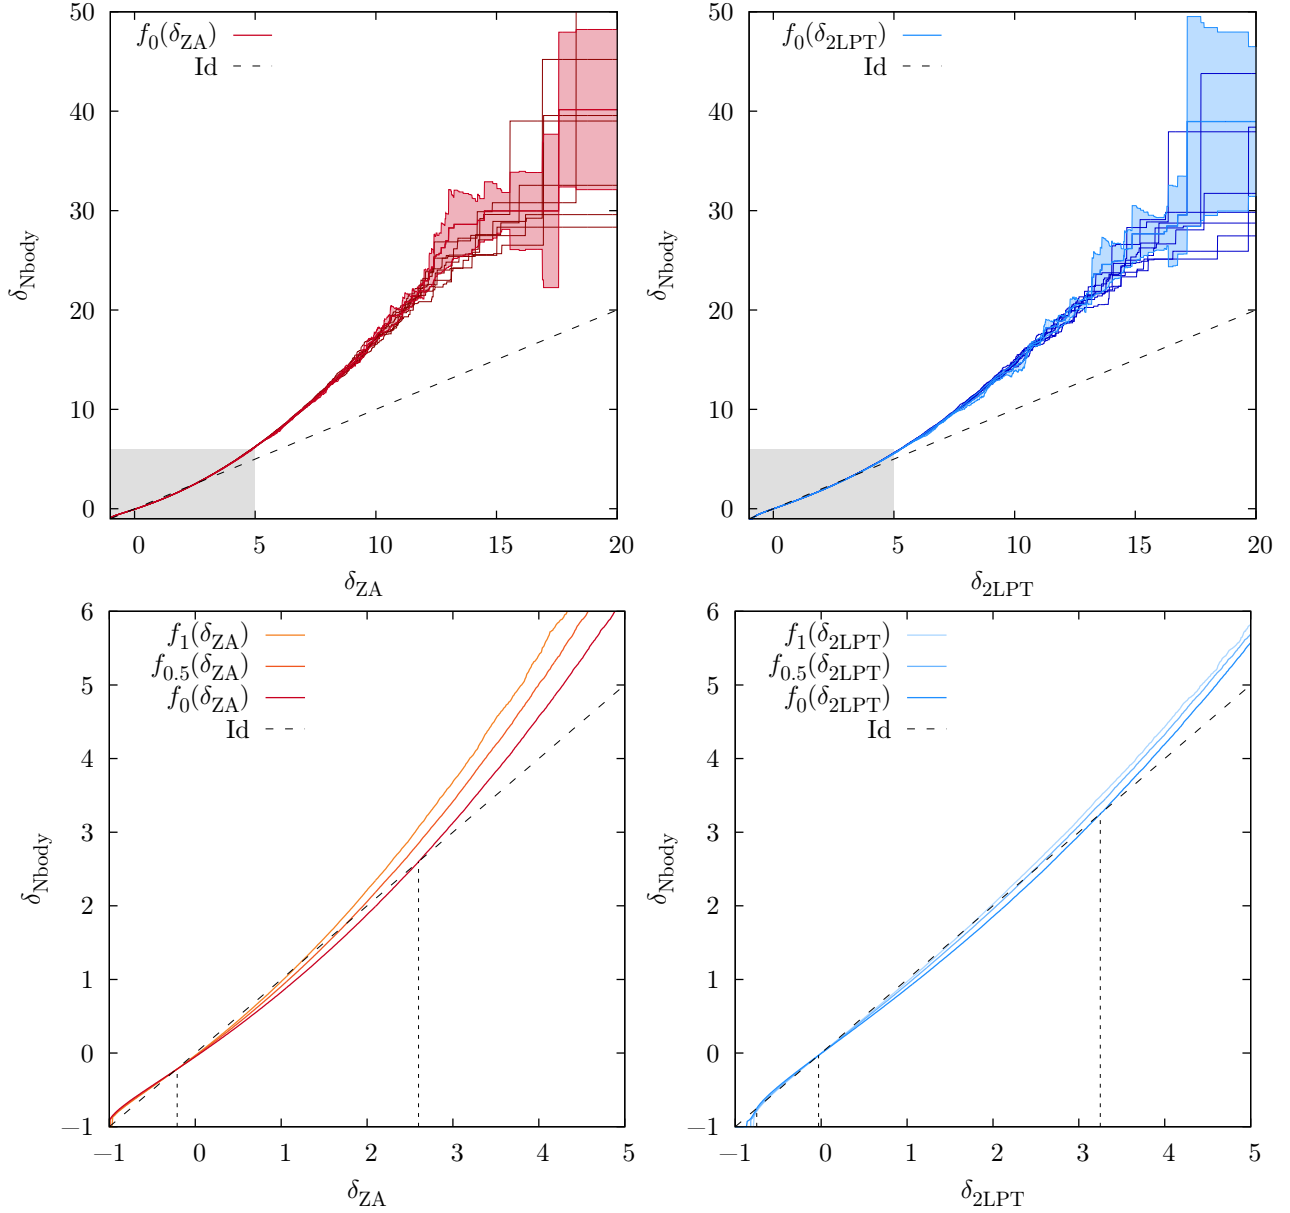 50
40
30
20
10
0
δNbody
f0(δZA)
Id
0 5 10 15 20
δZA
50
40
30
20
10
0
δNbody
f0(δ2LPT)
Id
0 5 10 15 20
δ2LPT
6
5
4
3
2
1
0
−1
δNbody
f1(δZA)
f0.5(δZA)
f0(δZA)
Id
−1 0 1 2 3 4 5
δZA
6
5
4
3
2
1
0
−1
δNbody
f1(δ2LPT)
f0.5(δ2LPT)
f0(δ2LPT)
Id
−1 0 1 2 3 4 5
δ2LPT